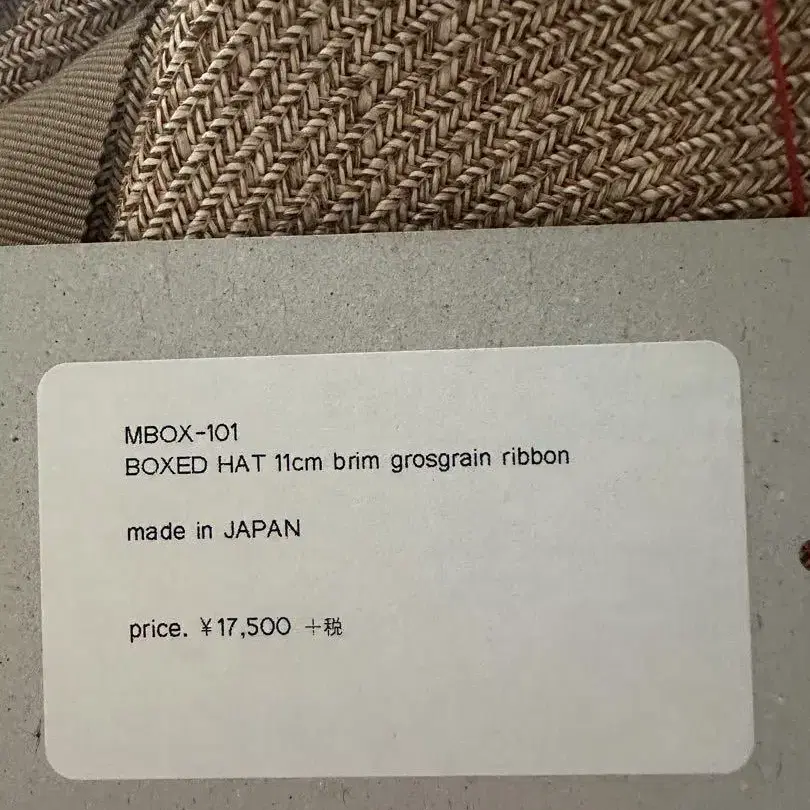 MBOX-101
BOXED HAT 11cm brim grosgrain ribbon
made in JAPAN
price. ¥17,500 +税